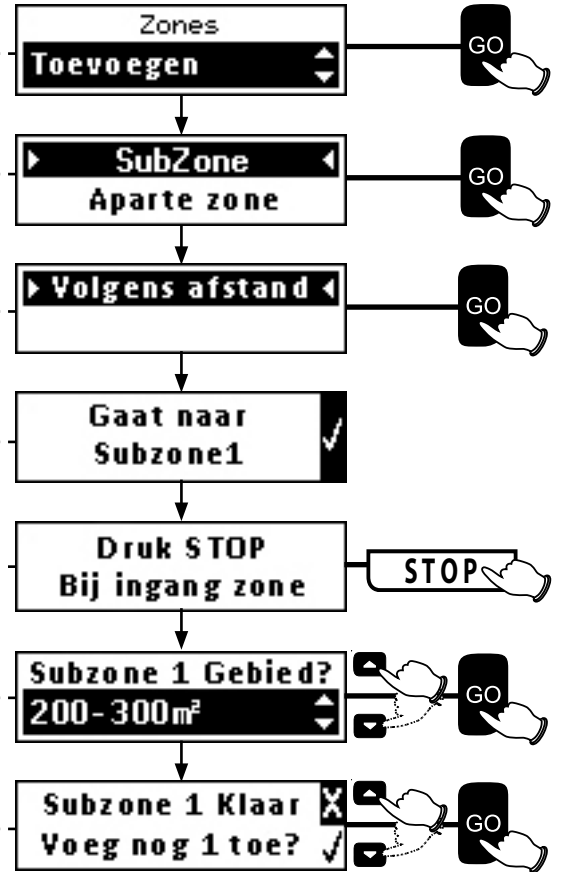 Zones
Toevoegen
GO
SubZone
Aparte zone
GO
Volgens afstand
GO
Gaat naar
Subzone1
Druk STOP
Bij ingang zone
STOP
Subzone 1 Gebied?
200-300m²
GO
Subzone 1 Klaar X
Voeg nog 1 toe? ✓
GO